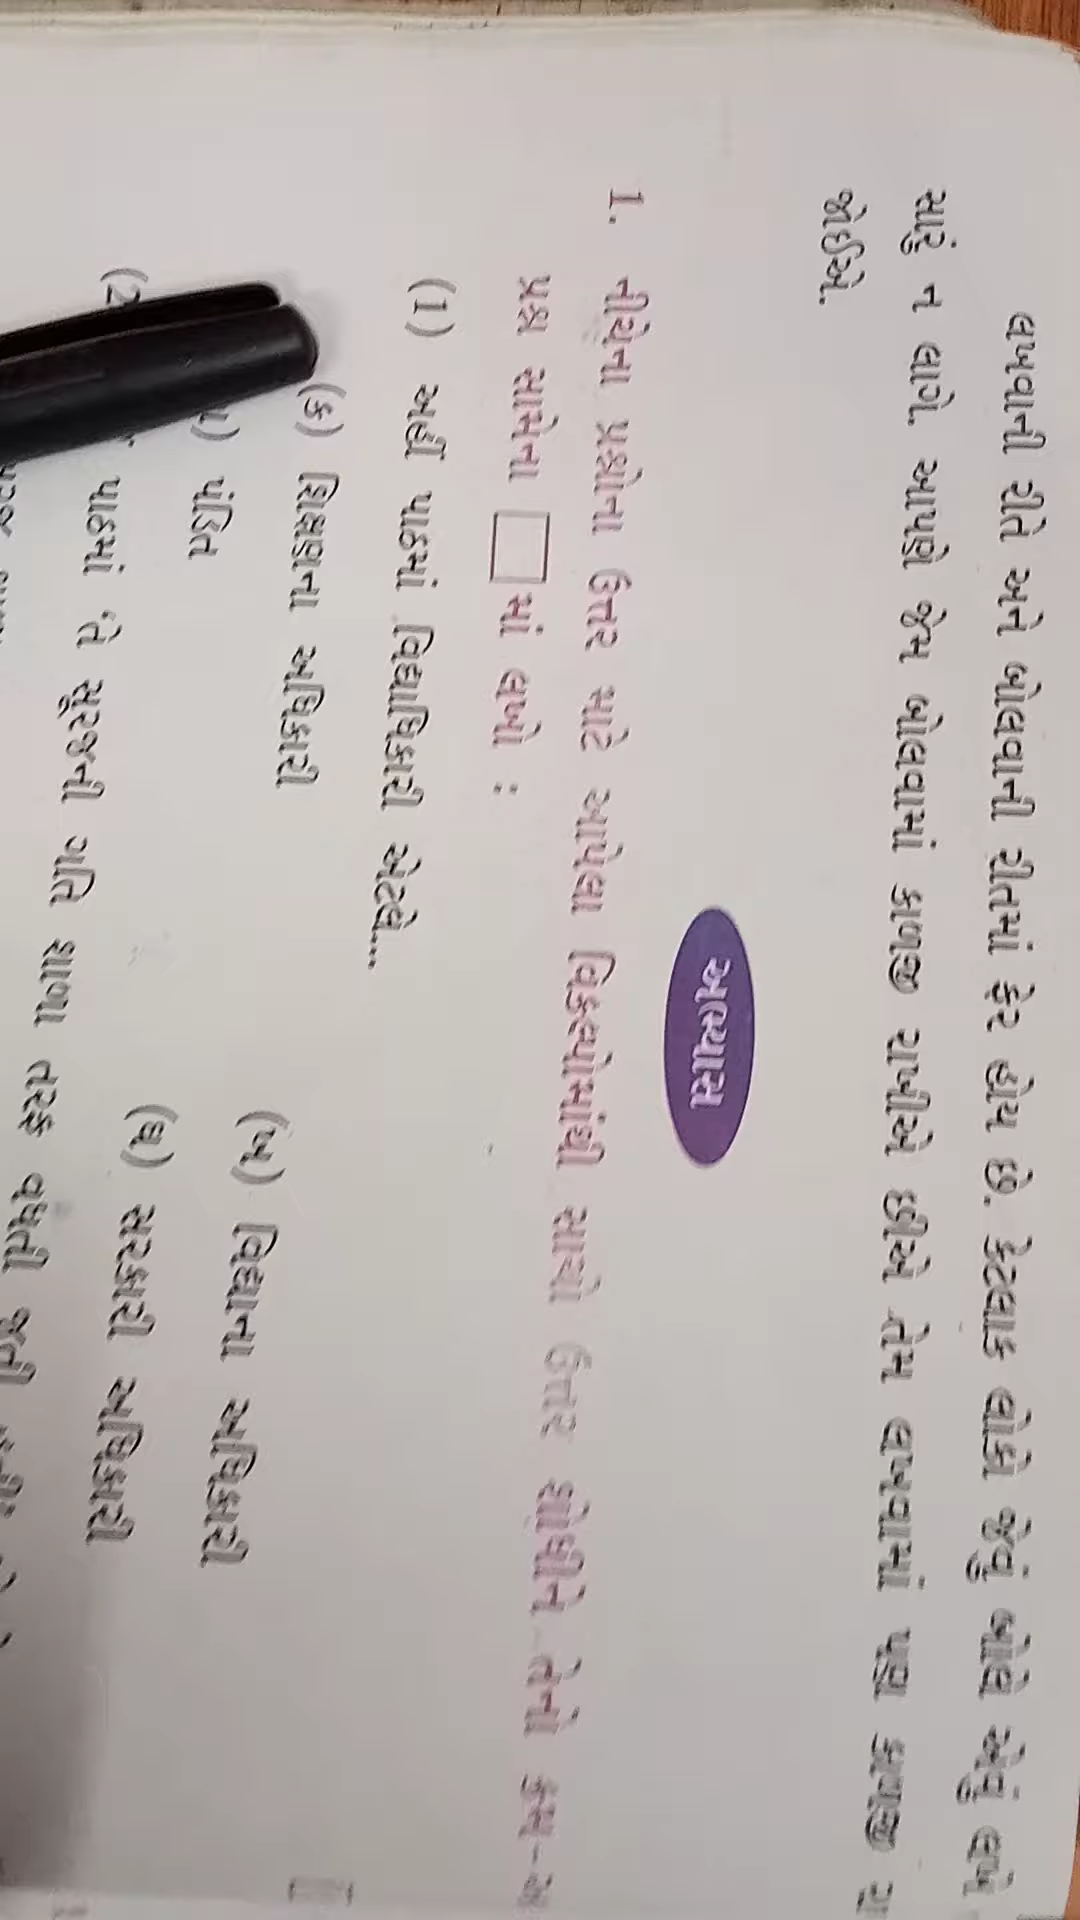 લખવાની રીતે અને બોલવાની રીતમાં ફેર હોય છે. કેટલાક લોકો જેવું બોલે એવું લખે
સારું ન લાગે. આપણે જેમ બોલવામાં કાળજી રાખીએ છીએ તેમ લખવામાં પણ કાળજી રા
જોઈએ.
અભ્યાસ
1. નીચેના પ્રશ્નોના ઉત્તર માટે આપેલા વિકલ્પોમાંથી સાચો ઉત્તર શોધીને તેનો ક્રમ-અ
પ્રશ્ન સામેના માં લખો :
(1) અહીં પાઠમાં વિદ્યાધિકારી એટલે....
(ક) શિક્ષણના અધિકારી (ખ) વિદ્યાના અધિકારી
પંડિત (ઘ) સરકારી અધિકારી
(2 પાઠમાં 'તે સૂરજની ગતિ શાળા તરફ વધતી જતી